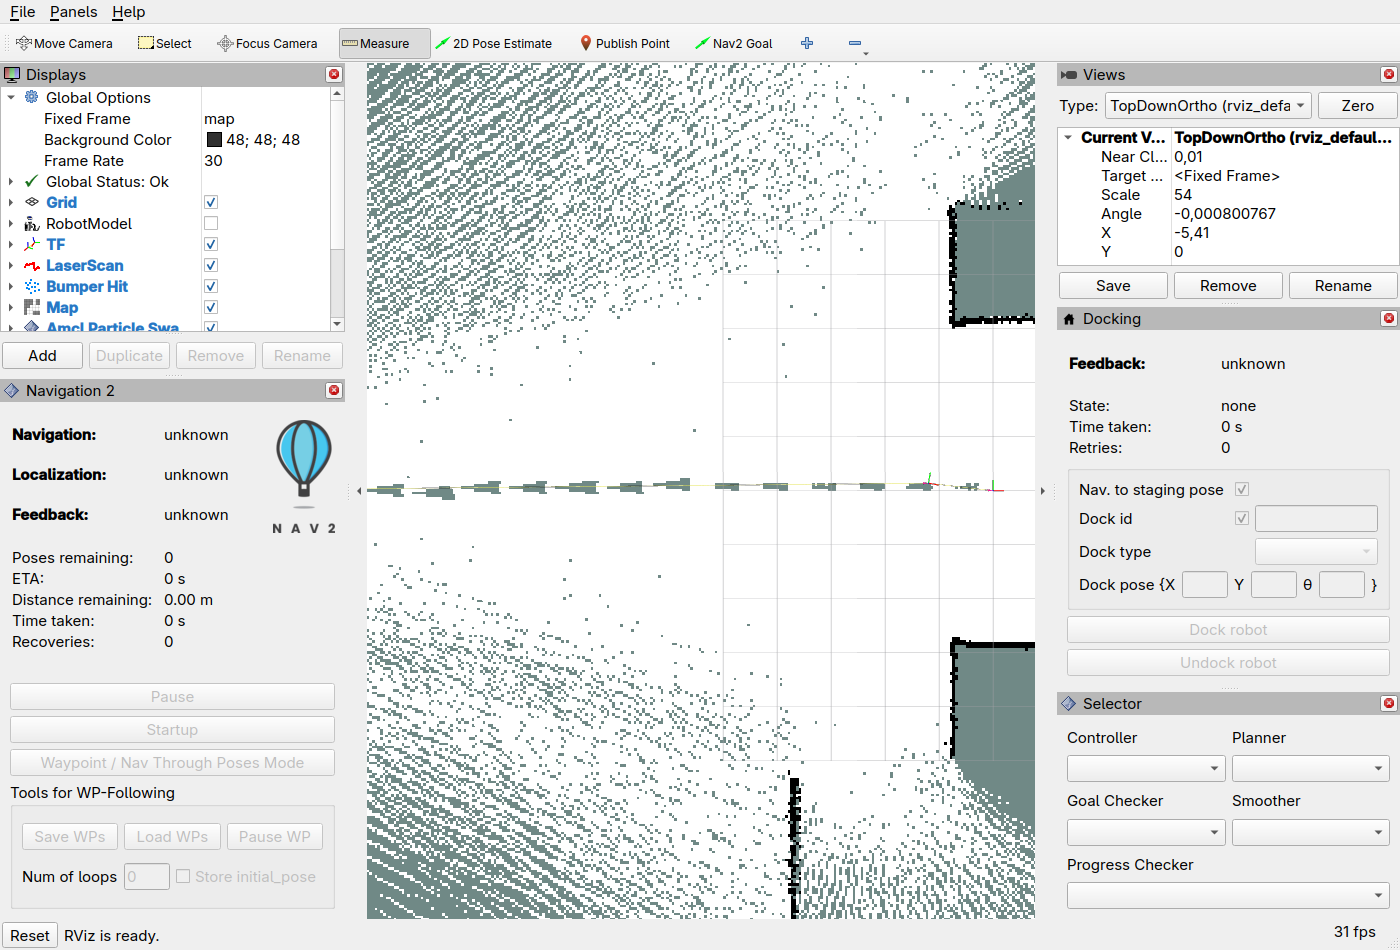 File Panels Help
Move Camera Select Focus Camera Measure 2D Pose Estimate Publish Point Nav2 Goal
Displays
Global Options
Fixed Frame map
Background Color 48; 48; 48
Frame Rate 30
Global Status: Ok
Grid
RobotModel
TF
LaserScan
Bumper Hit
Map
Amcl Particle Swa
Add Duplicate Remove Rename
Navigation 2
Navigation: unknown
Localization: unknown
Feedback: unknown
NAV2
Poses remaining: 0
ETA: 0 s
Distance remaining: 0.00 m
Time taken: 0 s
Recoveries: 0
Pause
Startup
Waypoint / Nav Through Poses Mode
Tools for WP-Following
Save WPs Load WPs Pause WP
Num of loops 0 Store initial_pose
Reset RViz is ready.
Views
Type: TopDownOrtho (rviz_defa Zero
Current V... TopDownOrtho (rviz_defaul...
Near Cl... 0,01
Target ... <Fixed Frame>
Scale 54
Angle -0,000800767
X -5,41
Y 0
Save Remove Rename
Docking
Feedback: unknown
State: none
Time taken: 0 s
Retries: 0
Nav. to staging pose
Dock id
Dock type
Dock pose {X Y θ }
Dock robot
Undock robot
Selector
Controller Planner
Goal Checker Smoother
Progress Checker
31 fps